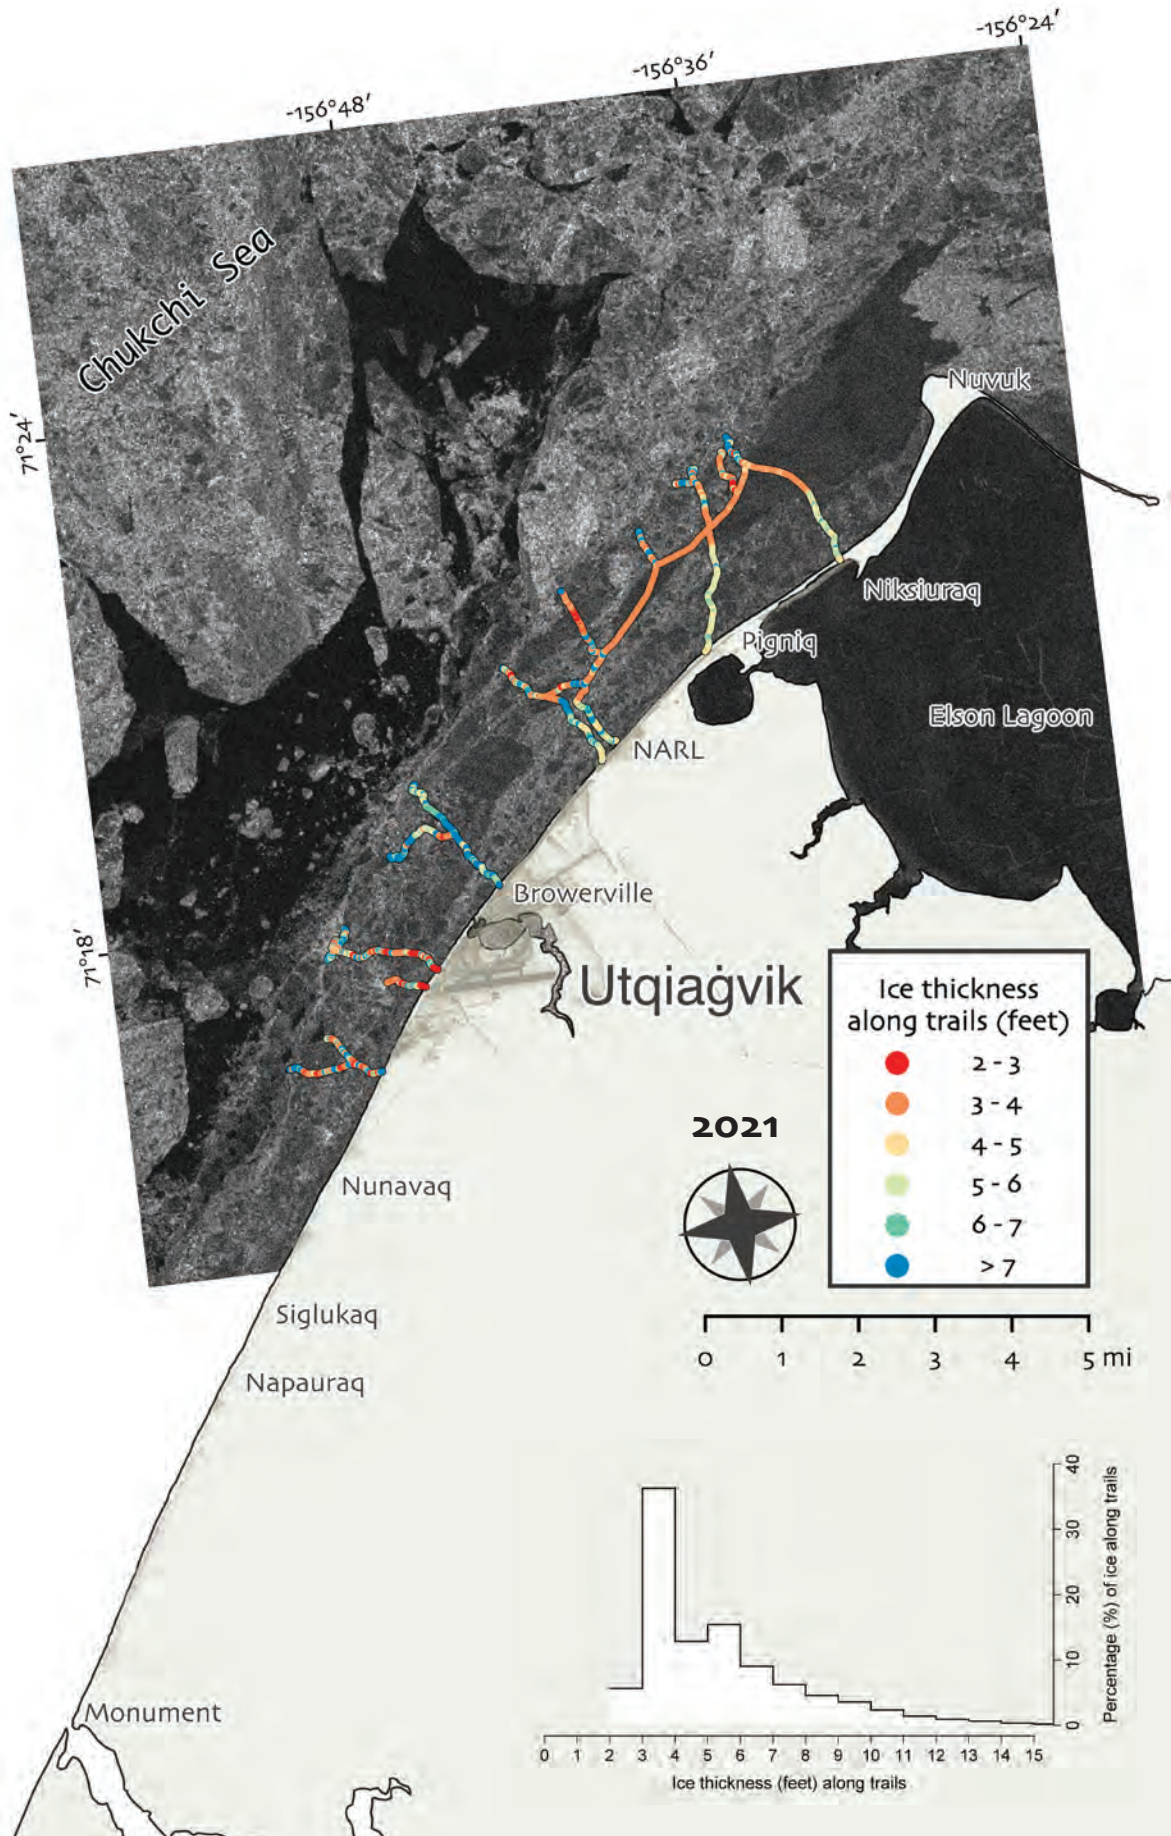 -156°24′
-156°36′
-156°48′
Chukchi Sea
Nuvuk
71°24′
Niksiuraq
Pigniq
Elson Lagoon
NARL
Browerville
71°18′
Utqiaġvik
Ice thickness
along trails (feet)
2 - 3
3 - 4
4 - 5
5 - 6
6 - 7
> 7
2021
Nunavaq
Siglukaq
0 1 2 3 4 5 mi
Napauraq
40
30
20
10
0
Percentage (%) of ice along trails
Monument
0 1 2 3 4 5 6 7 8 9 10 11 12 13 14 15
Ice thickness (feet) along trails